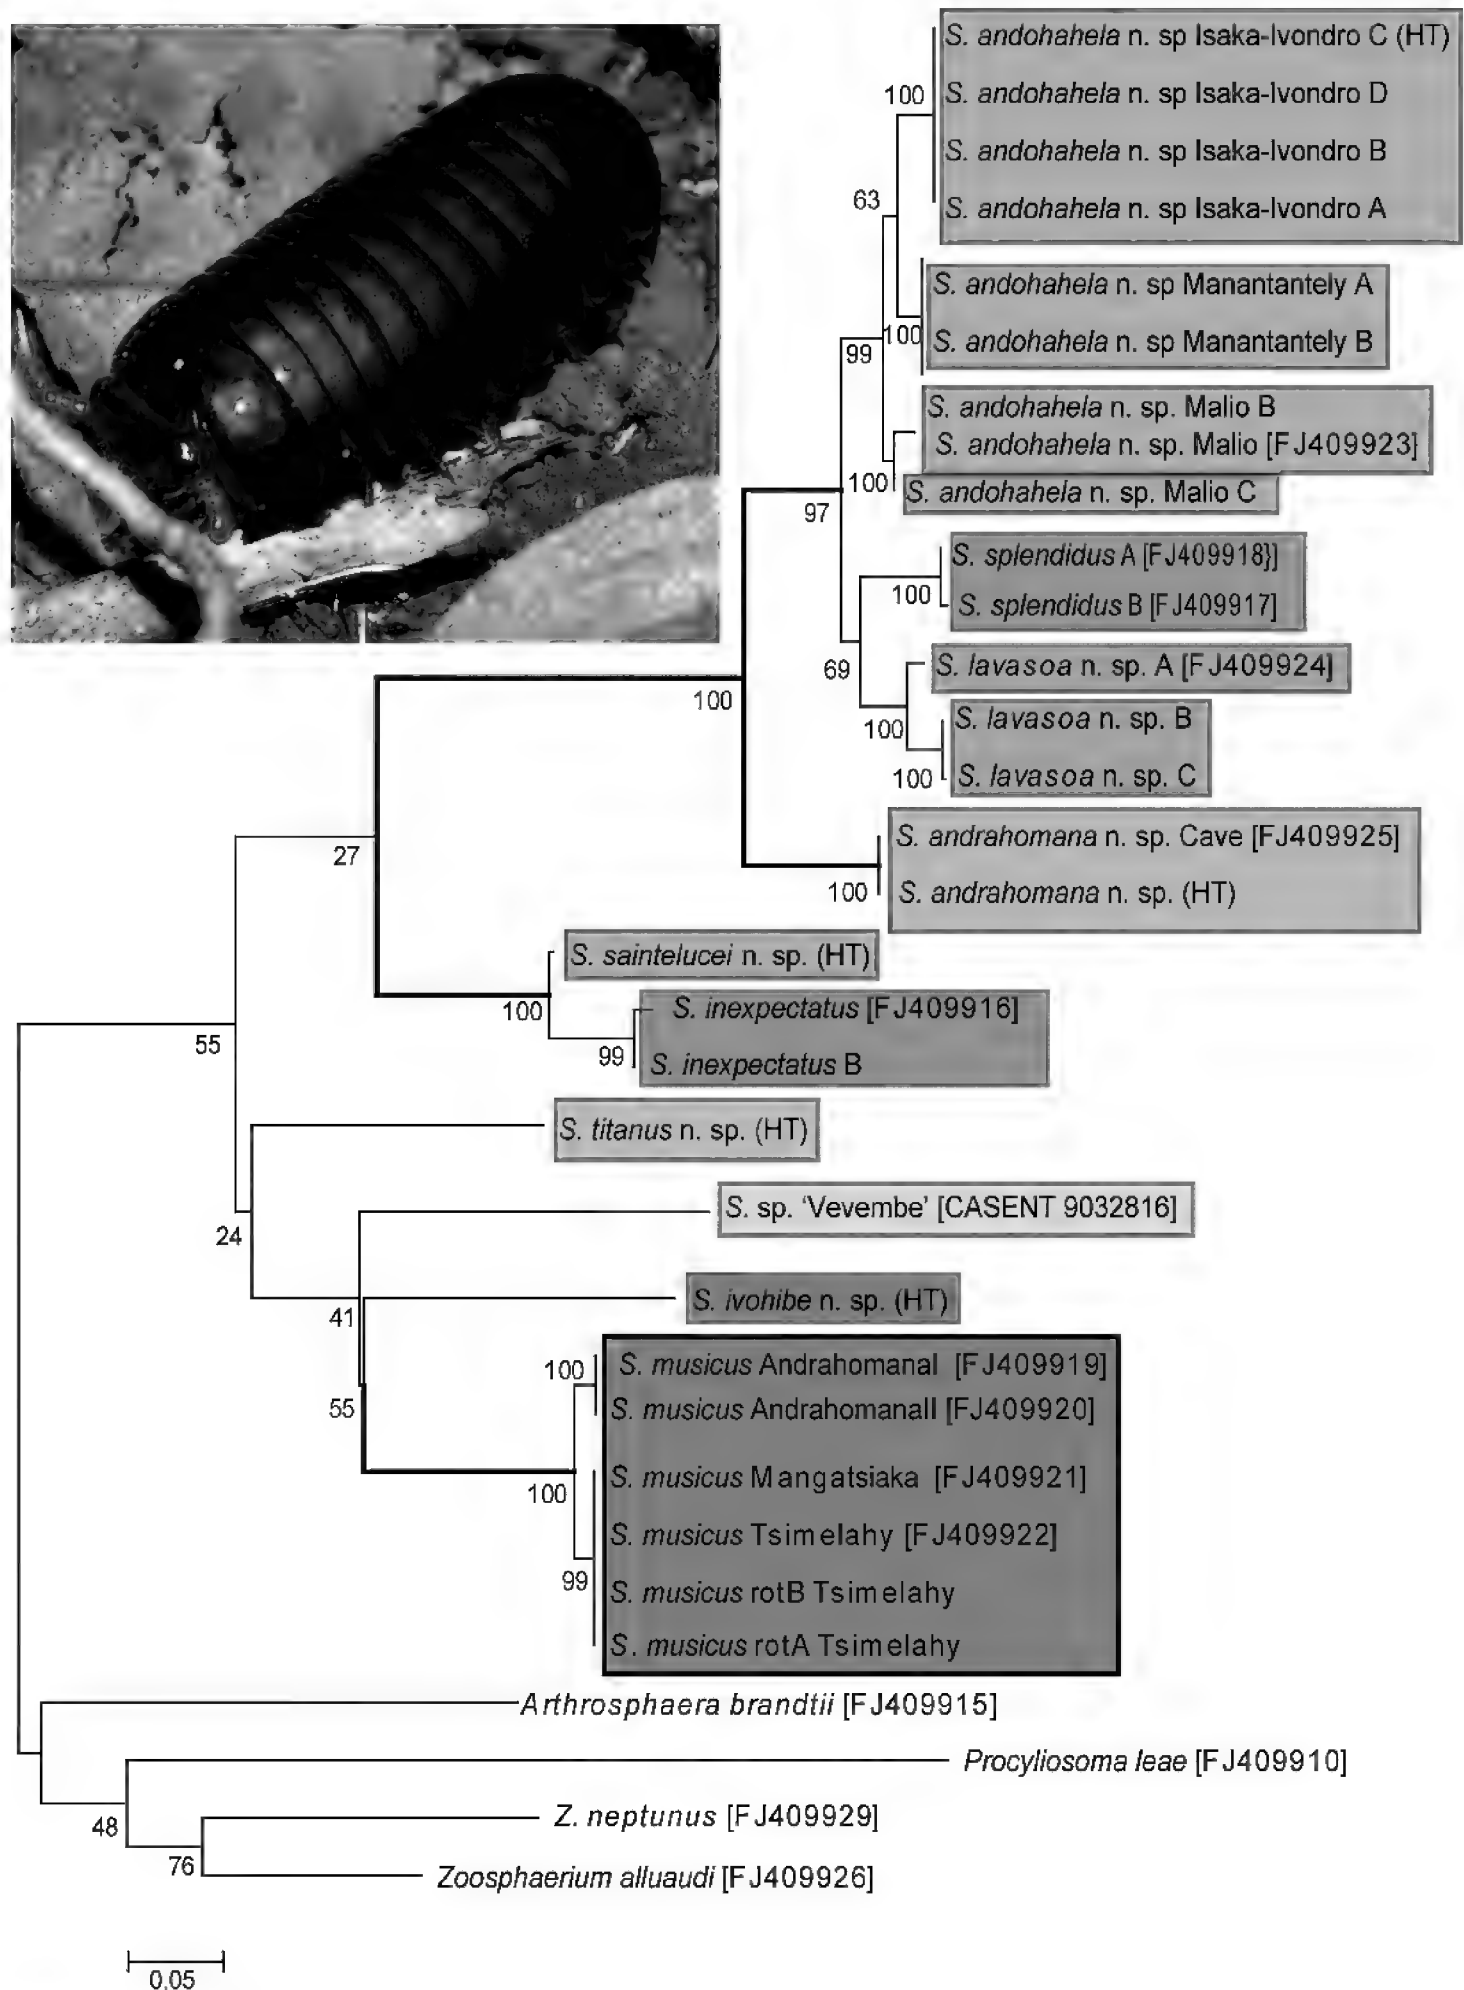 S. andohahela n. sp Isaka-Ivondro C (HT)
100
S. andohahela n. sp Isaka-Ivondro D
S. andohahela n. sp Isaka-Ivondro B
63
S. andohahela n. sp Isaka-Ivondro A
S. andohahela n. sp Manantantely A
100
S. andohahela n. sp Manantantely B
99
S. andohahela n. sp. Malio B
S. andohahela n. sp. Malio [FJ409923]
100
S. andohahela n. sp. Malio C
97
S. splendidus A [FJ409918}]
100
S. splendidus B [FJ409917]
69
S. lavasoa n. sp. A [FJ409924]
100
100
S. lavasoa n. sp. B
100
S. lavasoa n. sp. C
27
S. andrahomana n. sp. Cave [FJ409925]
100
S. andrahomana n. sp. (HT)
S. saintelucei n. sp. (HT)
100
S. inexpectatus [FJ409916]
55
99
S. inexpectatus B
S. titanus n. sp. (HT)
24
S. sp. ‘Vevembe’ [CASENT 9032816]
41
S. ivohibe n. sp. (HT)
100
S. musicus AndrahomanaI [FJ409919]
55
S. musicus AndrahomanaII [FJ409920]
100
S. musicus Mangatsiaka [FJ409921]
S. musicus Tsimelahy [FJ409922]
99
S. musicus rotB Tsimelahy
S. musicus rotA Tsimelahy
Arthrosphaera brandtii [FJ409915]
Procyliosoma leae [FJ409910]
48
Z. neptunus [FJ409929]
76
Zoosphaerium alluaudi [FJ409926]
0.05